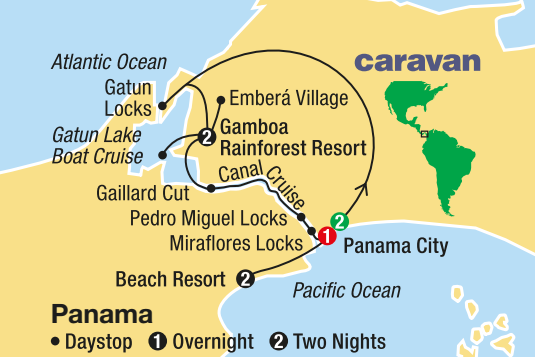 Atlantic Ocean
caravan
Gatun
Locks
Emberá Village
2
Gamboa
Rainforest Resort
Gatun Lake
Boat Cruise
Canal Cruise
Gaillard Cut
Pedro Miguel Locks
2
Miraflores Locks
1
Panama City
Beach Resort
2
Pacific Ocean
Panama
Daystop 1 Overnight 2 Two Nights